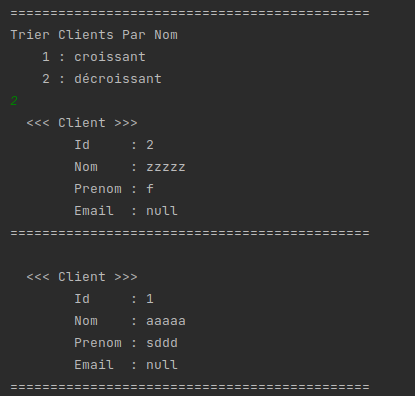 =============================================
Trier Clients Par Nom
    1 : croissant
    2 : décroissant
2
  <<< Client >>>
        Id     : 2
        Nom    : zzzzz
        Prenom : f
        Email  : null
=============================================

  <<< Client >>>
        Id     : 1
        Nom    : aaaaa
        Prenom : sddd
        Email  : null
=============================================